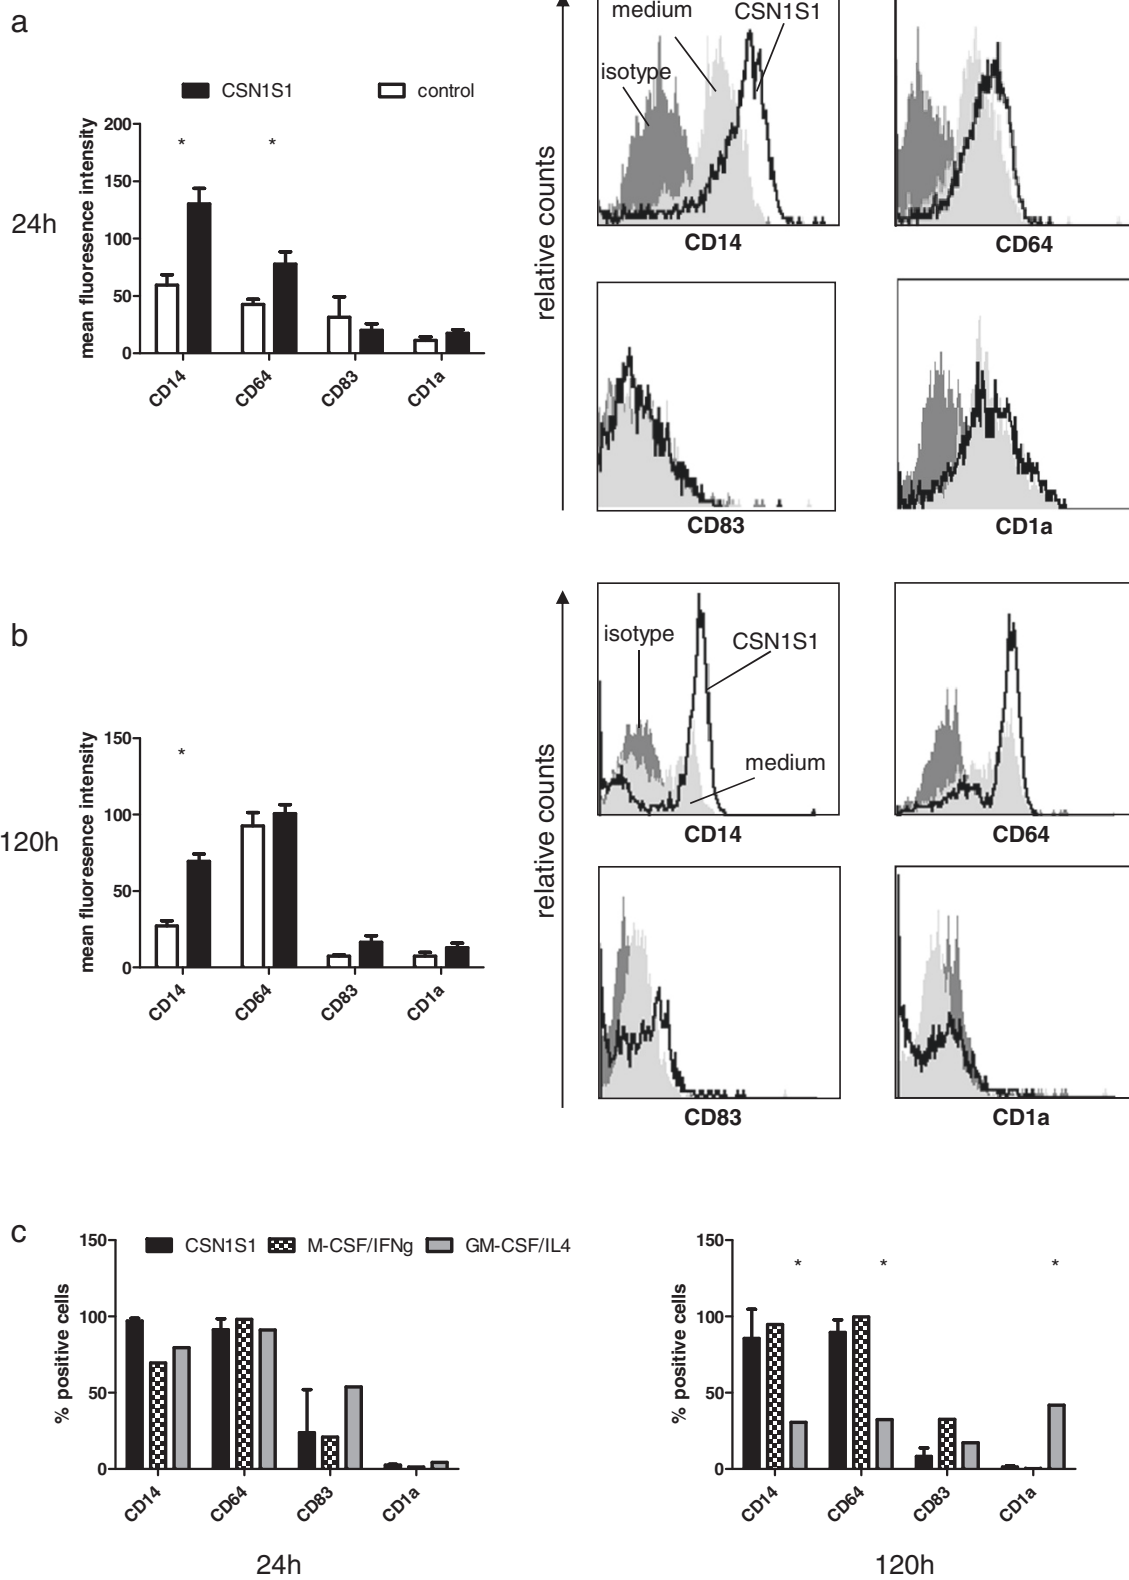 a
CSN1S1 control
mean fluoresence intensity
200
150
100
50
0
* *
CD14 CD64 CD83 CD1a
24h
relative counts
medium CSN1S1
isotype
CD14 CD64
CD83 CD1a
b
mean fluoresence intensity
150
100
50
0
*
CD14 CD64 CD83 CD1a
120h
relative counts
isotype CSN1S1
medium
CD14 CD64
CD83 CD1a
c
CSN1S1 M-CSF/IFNg GM-CSF/IL4
% positive cells
150
100
50
0
CD14 CD64 CD83 CD1a
24h
% positive cells
150
100
50
0
* * *
CD14 CD64 CD83 CD1a
120h